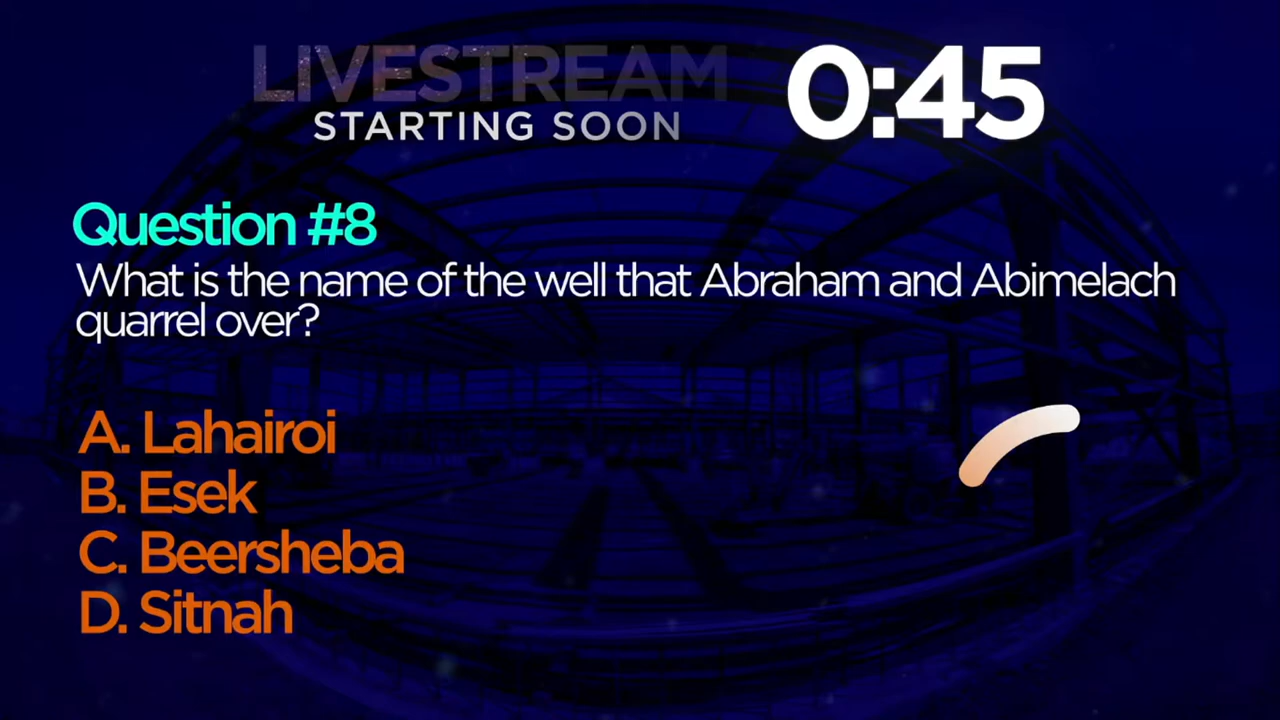 LIVESTREAM
STARTING SOON
0:45
Question #8
What is the name of the well that Abraham and Abimelach
quarrel over?
A. Lahairoi
B. Esek
C. Beersheba
D. Sitnah